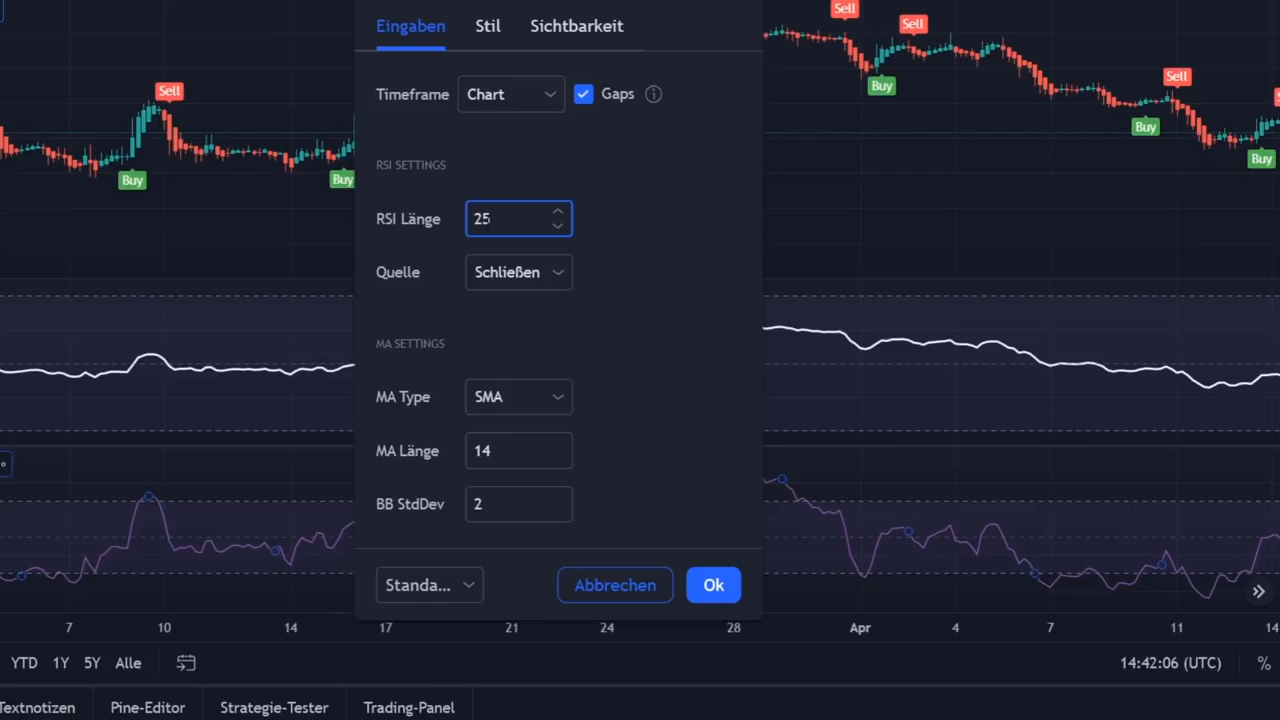 Eingaben Stil Sichtbarkeit
Sell
Sell
Timeframe Chart Gaps
Sell
Sell
Buy
Buy
Buy
Buy
Buy
RSI SETTINGS
RSI Länge 25
Quelle Schließen
MA SETTINGS
MA Type SMA
MA Länge 14
BB StdDev 2
Standa... Abbrechen Ok
7 10 14 17 21 24 28 Apr 4 7 11 14
YTD 1Y 5Y Alle 14:42:06 (UTC) %
Textnotizen Pine-Editor Strategie-Tester Trading-Panel